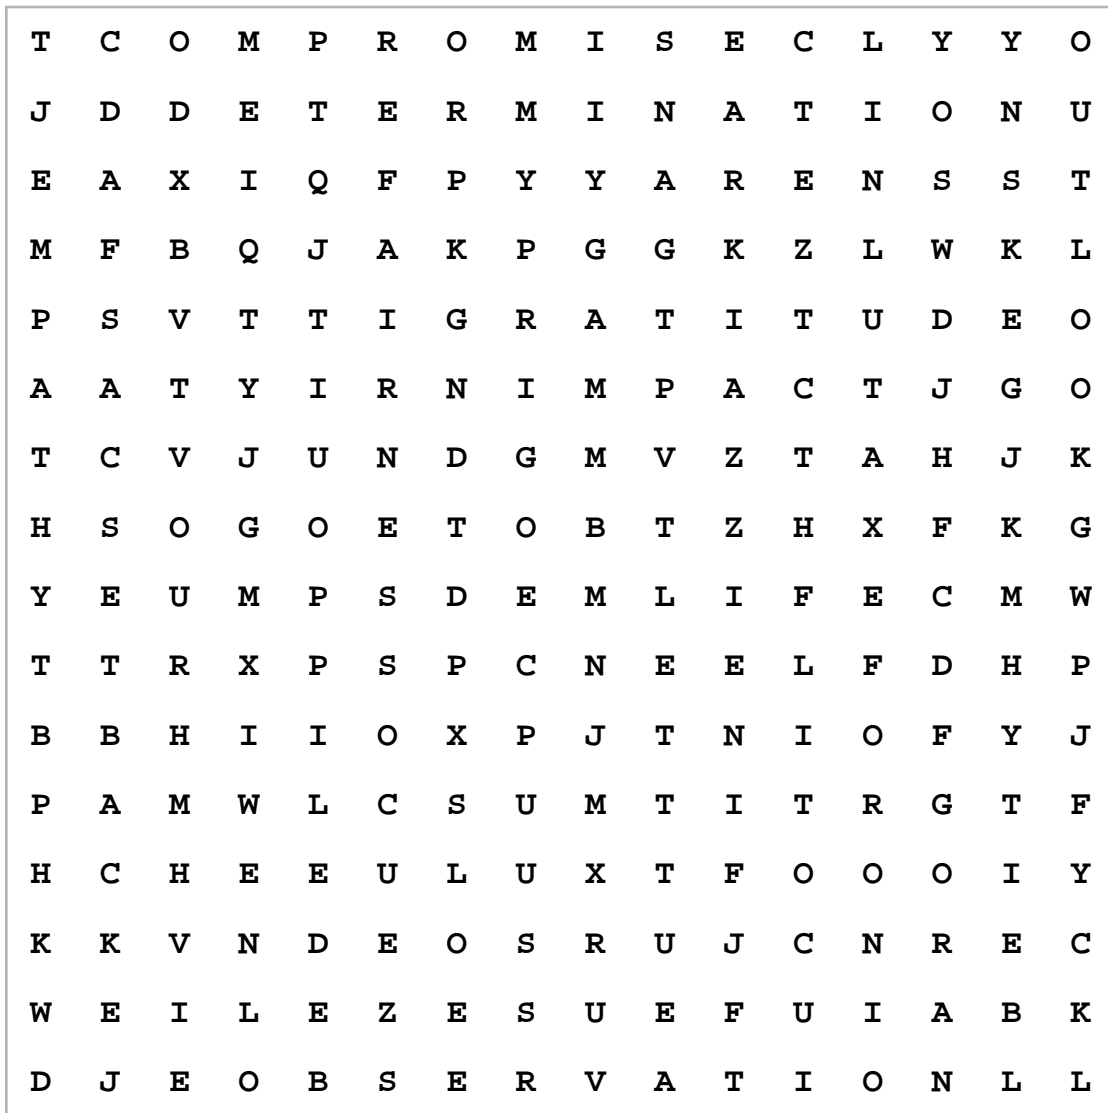 T C O M P R O M I S E C L Y Y O
J D D E T E R M I N A T I O N U
E A X I Q F P Y Y A R E N S S T
M F B Q J A K P G G K Z L W K L
P S V T T I G R A T I T U D E O
A A T Y I R N I M P A C T J G O
T C V J U N D G M V Z T A H J K
H S O G O E T O B T Z H X F K G
Y E U M P S D E M L I F E C M W
T T R X P S P C N E E L F D H P
B B H I I O X P J T N I O F Y J
P A M W L C S U M T I T R G T F
H C H E E U L U X T F O O O I Y
K K V N D E O S R U J C N R E C
W E I L E Z E S U E F U I A B K
D J E O B S E R V A T I O N L L